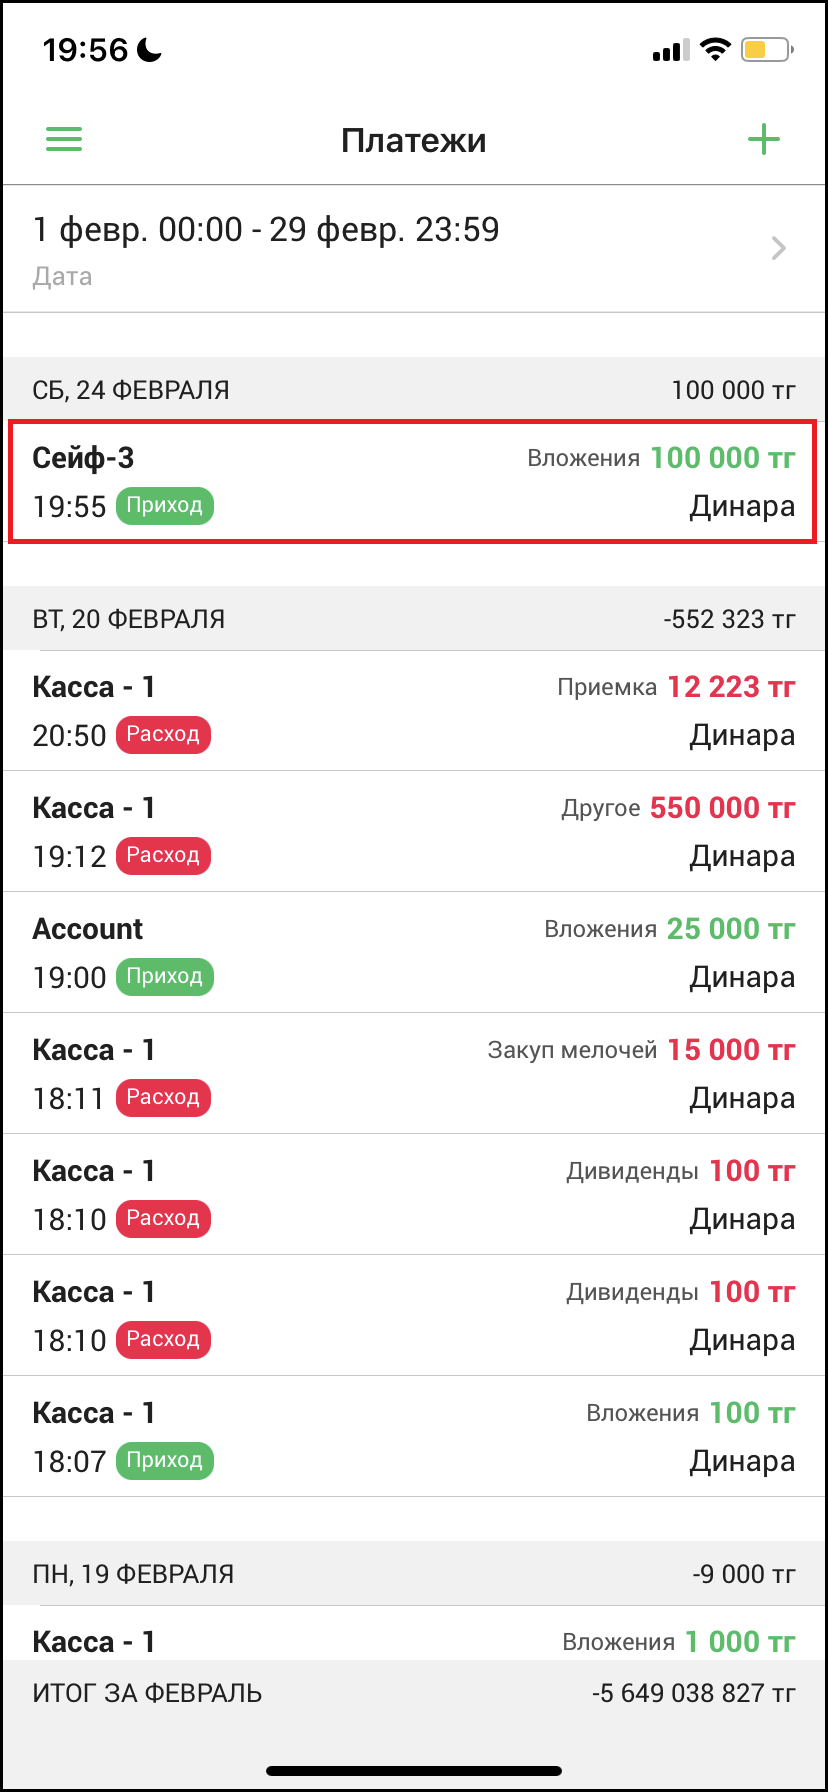 19:56
Платежи
1 февр. 00:00 - 29 февр. 23:59
Дата
СБ, 24 ФЕВРАЛЯ 100 000 тг
Сейф-3 Вложения 100 000 тг
19:55 Приход Динара
ВТ, 20 ФЕВРАЛЯ -552 323 тг
Касса - 1 Приемка 12 223 тг
20:50 Расход Динара
Касса - 1 Другое 550 000 тг
19:12 Расход Динара
Account Вложения 25 000 тг
19:00 Приход Динара
Касса - 1 Закуп мелочей 15 000 тг
18:11 Расход Динара
Касса - 1 Дивиденды 100 тг
18:10 Расход Динара
Касса - 1 Дивиденды 100 тг
18:10 Расход Динара
Касса - 1 Вложения 100 тг
18:07 Приход Динара
ПН, 19 ФЕВРАЛЯ -9 000 тг
Касса - 1 Вложения 1 000 тг
ИТОГ ЗА ФЕВРАЛЬ -5 649 038 827 тг